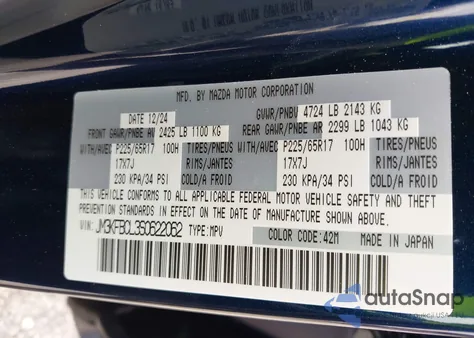 MFD. BY MAZDA MOTOR CORPORATION
DATE 12/24 GVWR/PNBV 4724 LB 2143 KG
FRONT GAWR/PNBE AV 2425 LB 1100 KG REAR GAWR/PNBE AR 2299 LB 1043 KG
WITH/AVEC P225/65R17 100H TIRES/PNEUS WITH/AVEC P225/65R17 100H TIRES/PNEUS
17X7J RIMS/JANTES 17X7J RIMS/JANTES
230 KPA/34 PSI COLD/A FROID 230 KPA/34 PSI COLD/A FROID
THIS VEHICLE CONFORMS TO ALL APPLICABLE FEDERAL MOTOR VEHICLE SAFETY AND THEFT
PREVENTION STANDARDS IN EFFECT ON THE DATE OF MANUFACTURE SHOWN ABOVE.
VIN: JM3KFBCL3S0622062 TYPE: MPV COLOR CODE: 42M MADE IN JAPAN
autoSnap